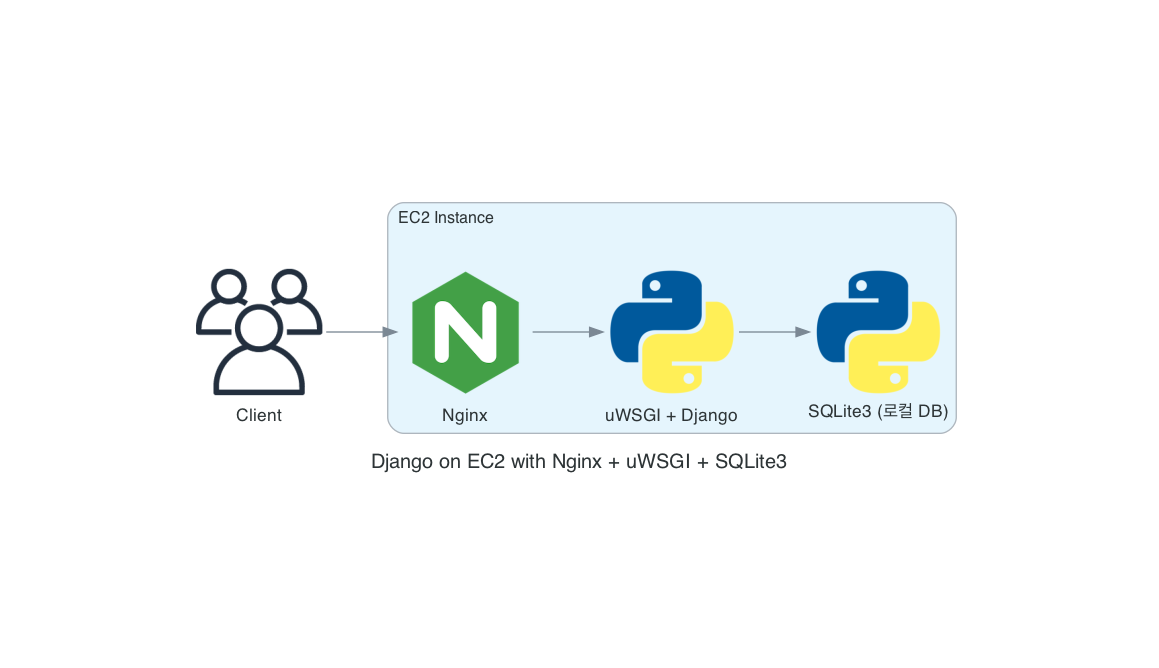 EC2 Instance
Client
Nginx
uWSGI + Django
SQLite3 (로컬 DB)
Django on EC2 with Nginx + uWSGI + SQLite3